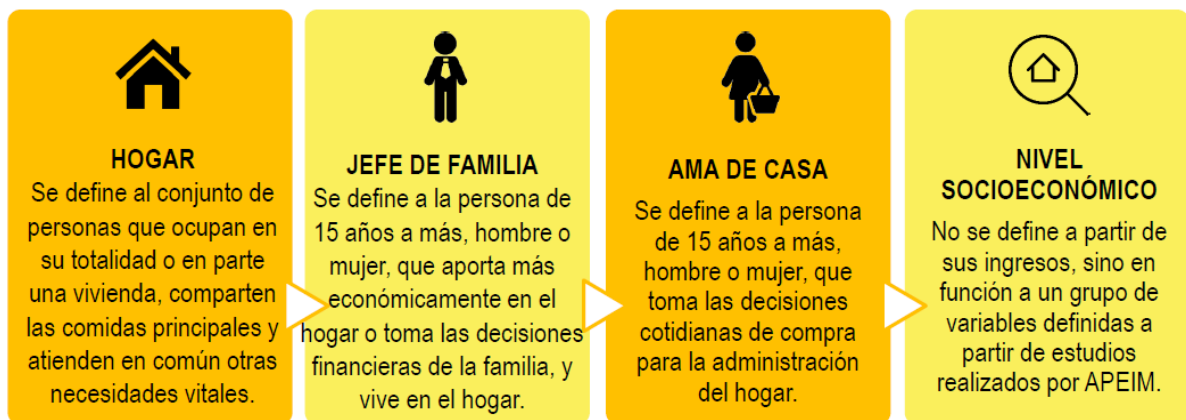 HOGAR
Se define al conjunto de
personas que ocupan en
su totalidad o en parte
una vivienda, comparten
las comidas principales y
atienden en común otras
necesidades vitales.
JEFE DE FAMILIA
Se define a la persona de
15 años a más, hombre o
mujer, que aporta más
económicamente en el
hogar o toma las decisiones
financieras de la familia, y
vive en el hogar.
AMA DE CASA
Se define a la persona
de 15 años a más,
hombre o mujer, que
toma las decisiones
cotidianas de compra
para la administración
del hogar.
NIVEL
SOCIOECONÓMICO
No se define a partir de
sus ingresos, sino en
función a un grupo de
variables definidas a
partir de estudios
realizados por APEIM.